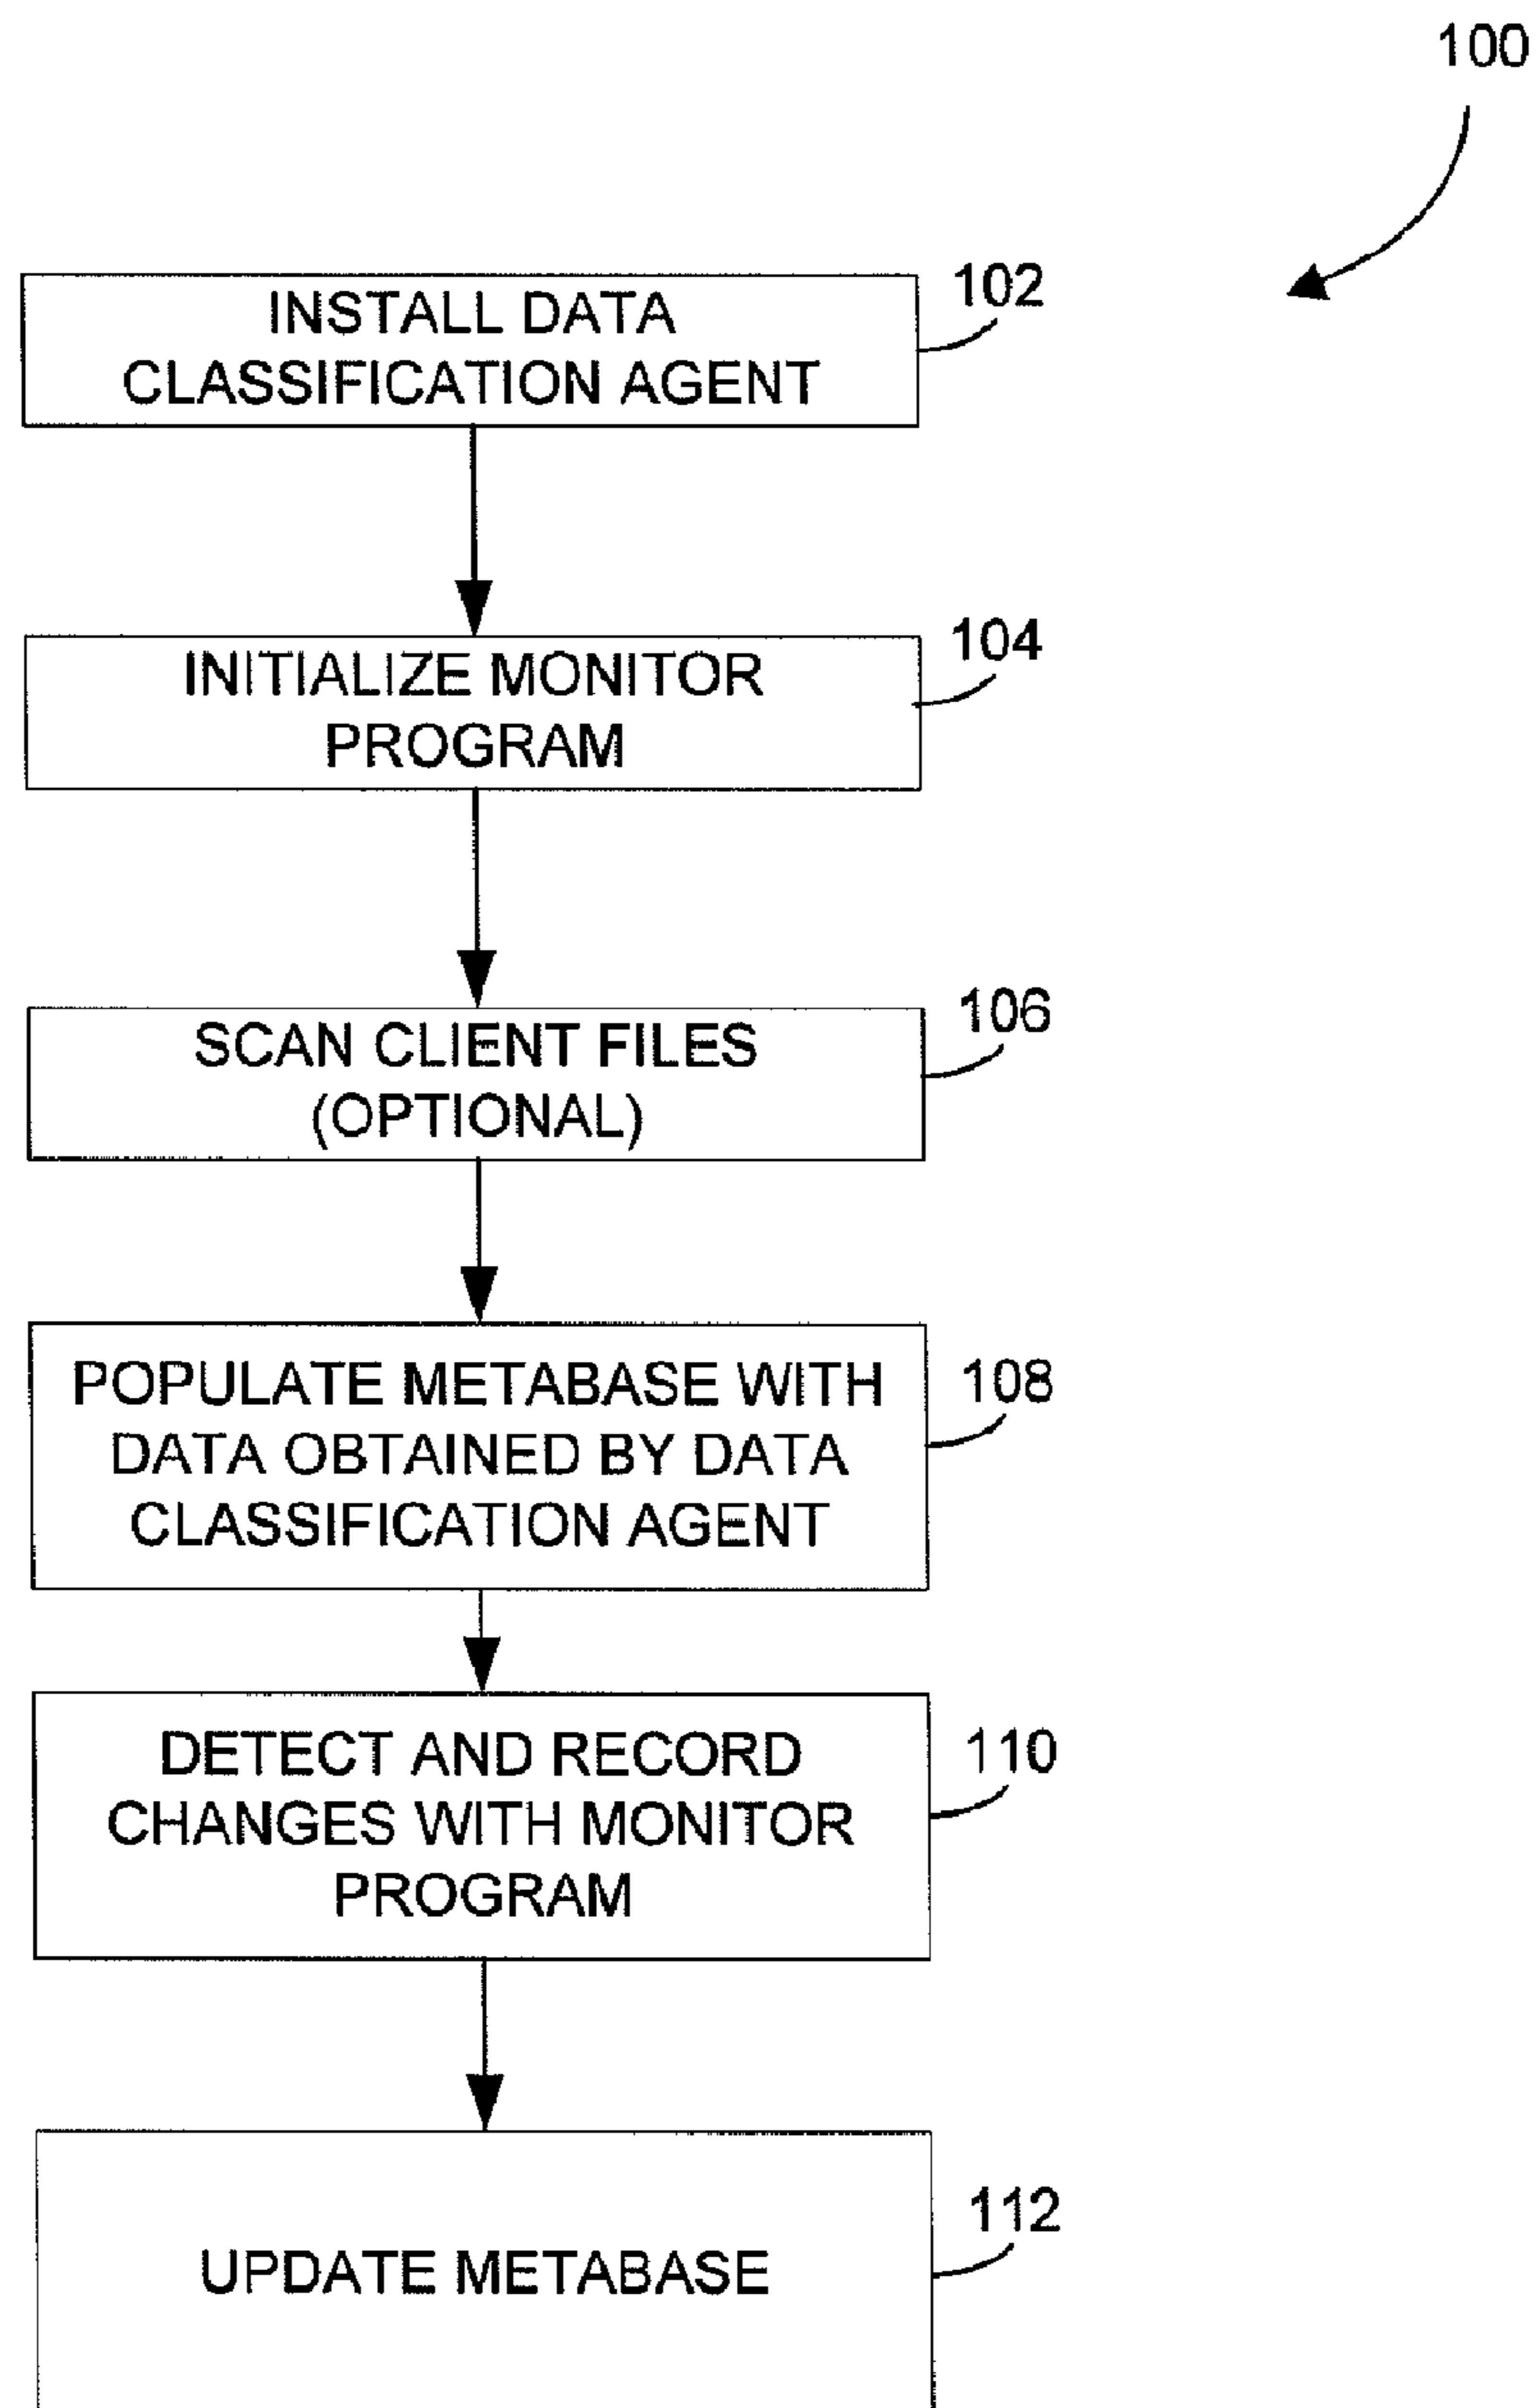 100
INSTALL DATA
CLASSIFICATION AGENT
102
INITIALIZE MONITOR
PROGRAM
104
SCAN CLIENT FILES
(OPTIONAL)
106
POPULATE METABASE WITH
DATA OBTAINED BY DATA
CLASSIFICATION AGENT
108
DETECT AND RECORD
CHANGES WITH MONITOR
PROGRAM
110
UPDATE METABASE
112